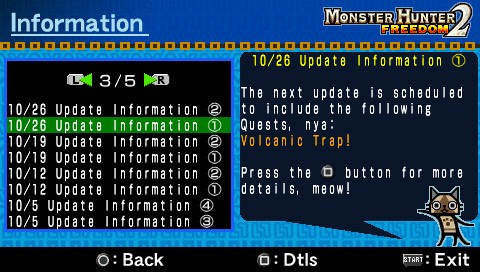 Information
MONSTER HUNTER
FREEDOM 2
L 3/5 R
10/26 Update Information ②
10/26 Update Information ①
10/19 Update Information ②
10/19 Update Information ①
10/12 Update Information ②
10/12 Update Information ①
10/5 Update Information ④
10/5 Update Information ③
10/26 Update Information ①
The next update is scheduled
to include the following
Quests, nya:
Volcanic Trap!
Press the button for more
details, meow!
: Back
: Dtls
START: Exit